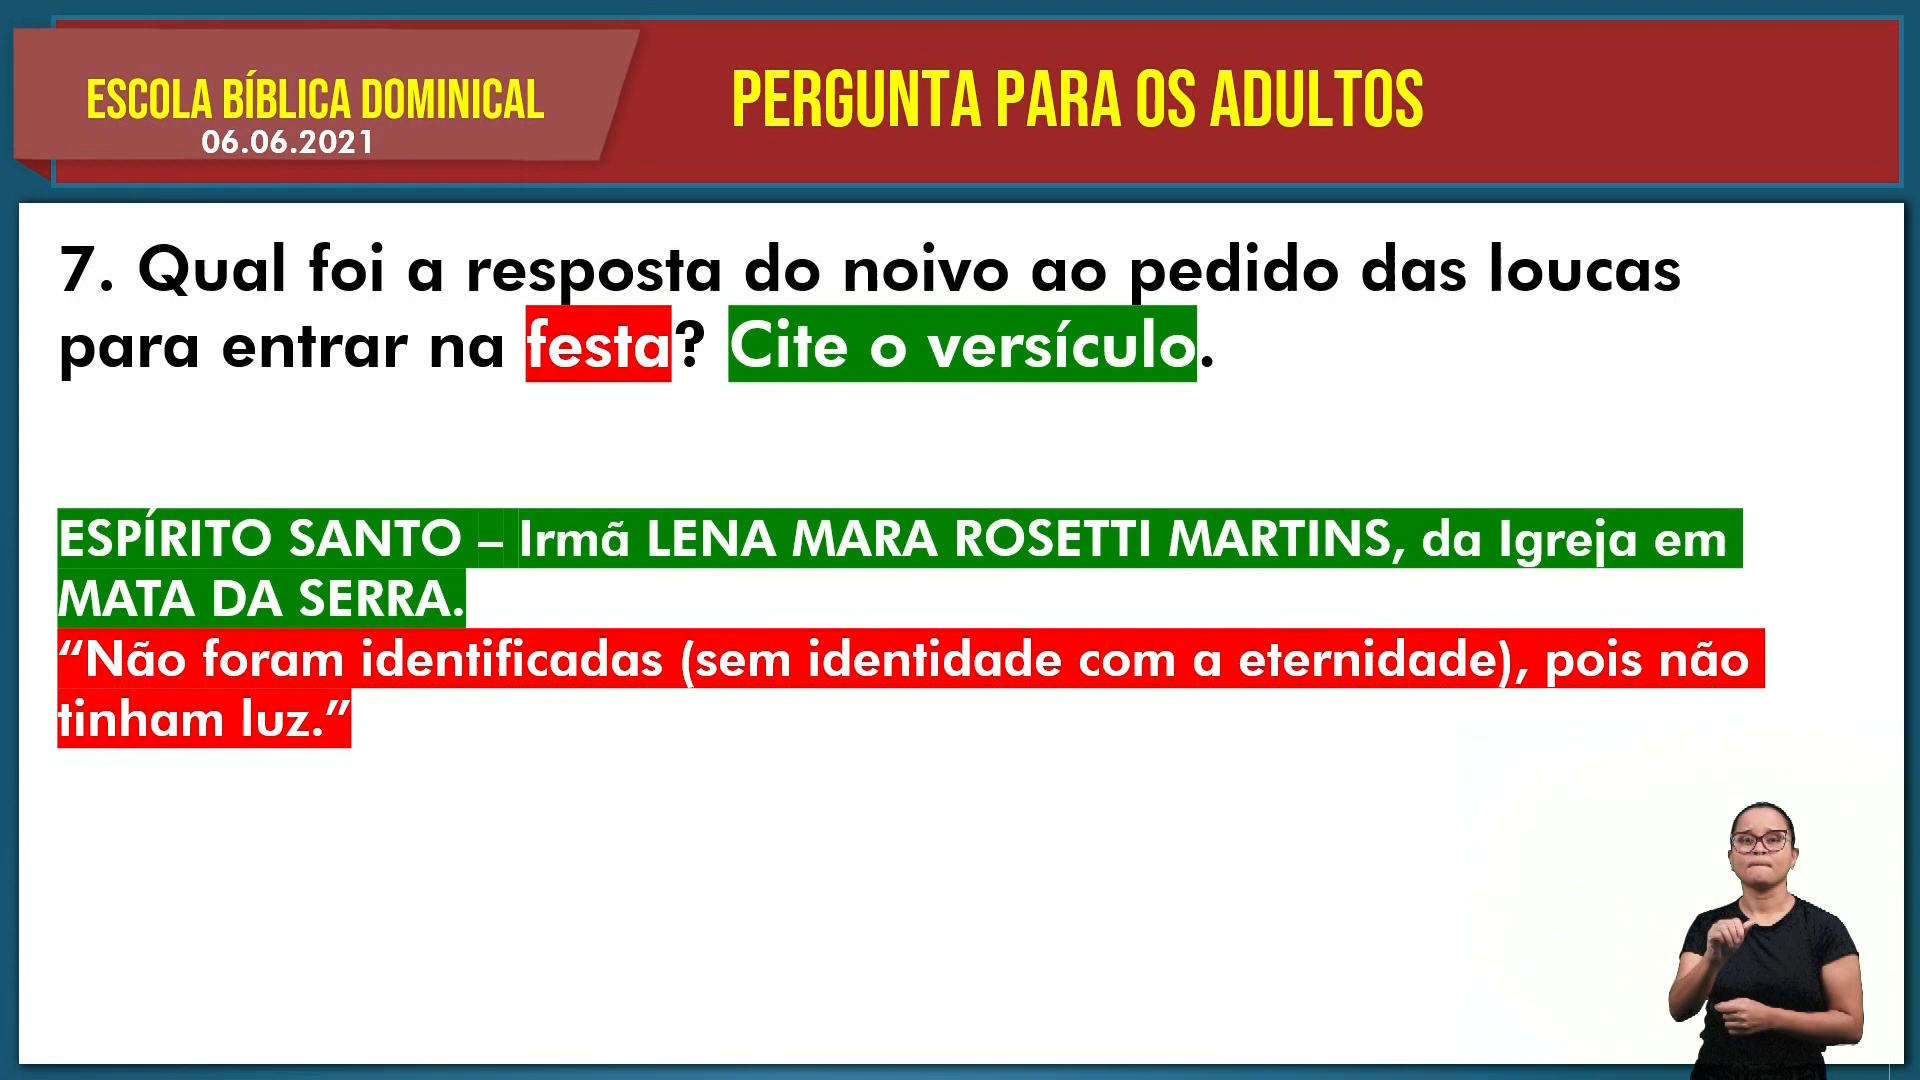 ESCOLA BÍBLICA DOMINICAL
06.06.2021
PERGUNTA PARA OS ADULTOS
7. Qual foi a resposta do noivo ao pedido das loucas
para entrar na festa? Cite o versículo.
ESPÍRITO SANTO – Irmã LENA MARA ROSETTI MARTINS, da Igreja em
MATA DA SERRA.
“Não foram identificadas (sem identidade com a eternidade), pois não
tinham luz.”